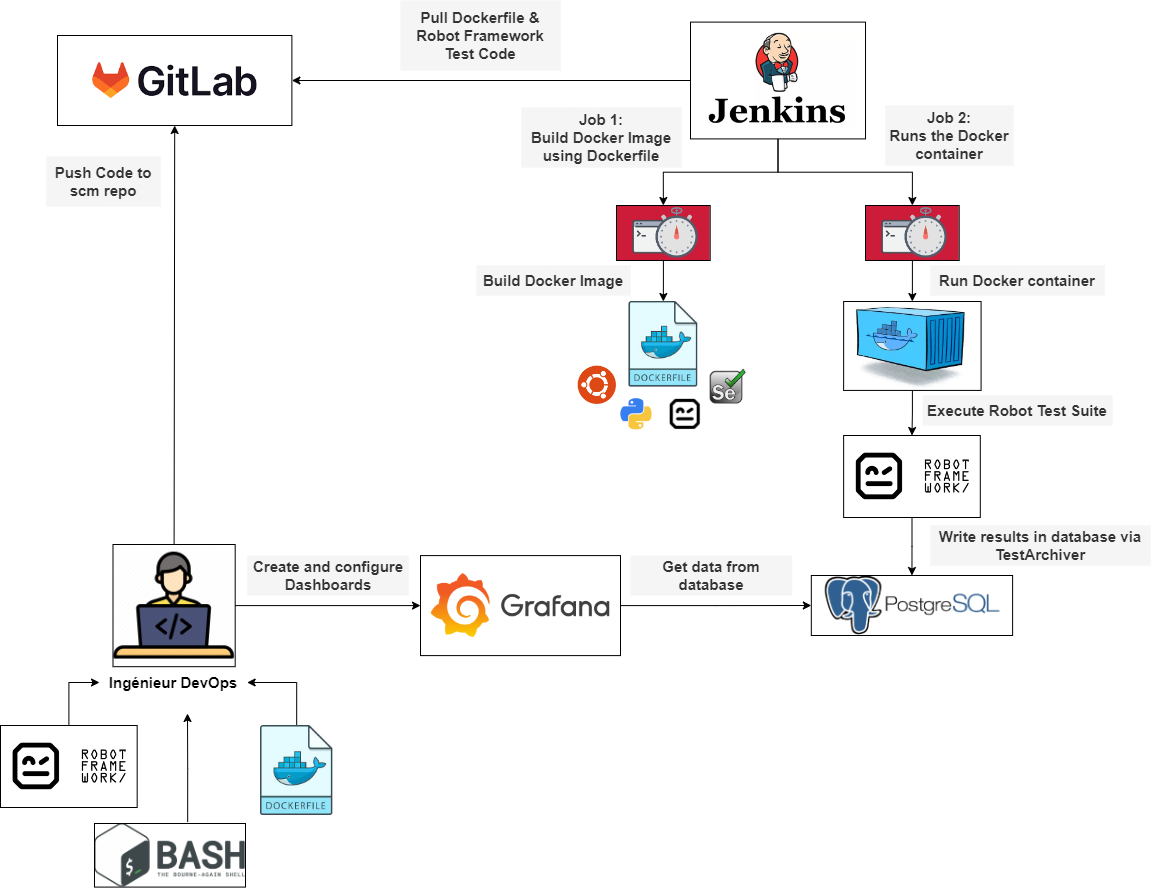 Pull Dockerfile &
Robot Framework
Test Code
GitLab
Jenkins
Job 1:
Build Docker Image
using Dockerfile
Job 2:
Runs the Docker
container
Push Code to
scm repo
Build Docker Image
Run Docker container
DOCKERFILE
Se
Execute Robot Test Suite
ROBOT
FRAME
WORK/
Write results in database via
TestArchiver
Create and configure
Dashboards
Get data from
database
Grafana
PostgreSQL
</>
Ingénieur DevOps
ROBOT
FRAME
WORK/
DOCKERFILE
$_
BASH
THE BOURNE-AGAIN SHELL